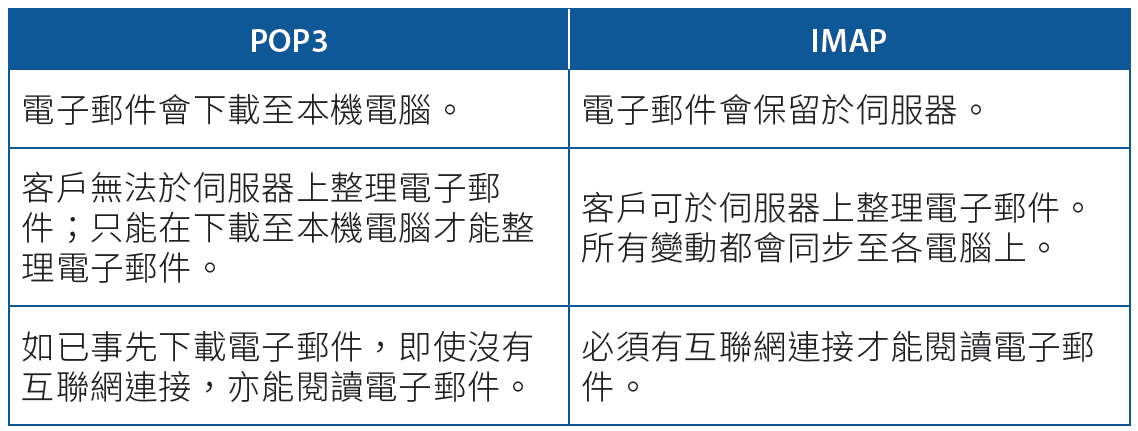 POP3
IMAP
電子郵件會下載至本機電腦。
電子郵件會保留於伺服器。
客戶無法於伺服器上整理電子郵
件；只能在下載至本機電腦才能整
理電子郵件。
客戶可於伺服器上整理電子郵件。
所有變動都會同步至各電腦上。
如已事先下載電子郵件，即使沒有
互聯網連接，亦能閱讀電子郵件。
必須有互聯網連接才能閱讀電子郵
件。